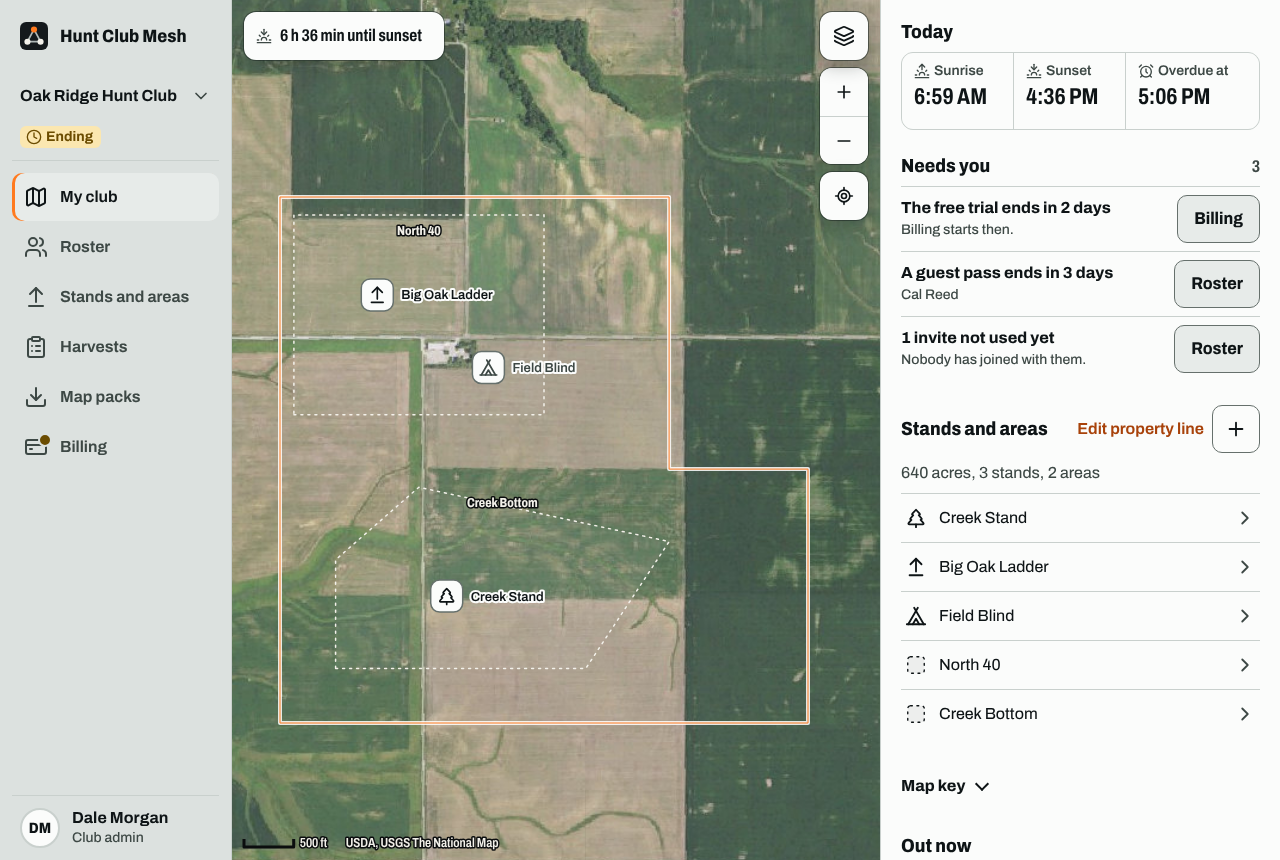 Hunt Club Mesh
Oak Ridge Hunt Club
Ending
My club
Roster
Stands and areas
Harvests
Map packs
Billing
DM
Dale Morgan
Club admin
6 h 36 min until sunset
North 40
Big Oak Ladder
Field Blind
Creek Bottom
Creek Stand
500 ft
USDA, USGS The National Map
Today
Sunrise
6:59 AM
Sunset
4:36 PM
Overdue at
5:06 PM
Needs you
3
The free trial ends in 2 days
Billing starts then.
Billing
A guest pass ends in 3 days
Cal Reed
Roster
1 invite not used yet
Nobody has joined with them.
Roster
Stands and areas
Edit property line
640 acres, 3 stands, 2 areas
Creek Stand
Big Oak Ladder
Field Blind
North 40
Creek Bottom
Map key
Out now